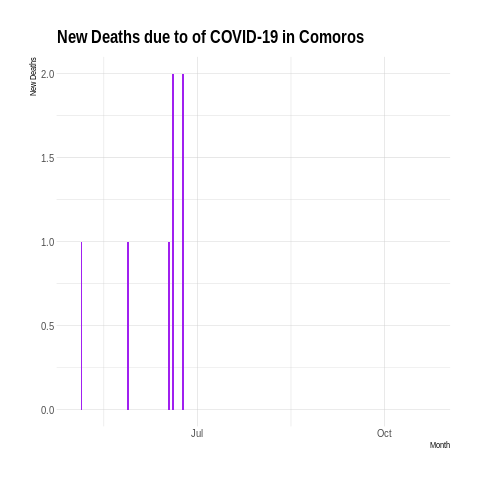 New Deaths due to of COVID-19 in Comoros
New Deaths
2.0
1.5
1.0
0.5
0.0
Jul
Oct
Month